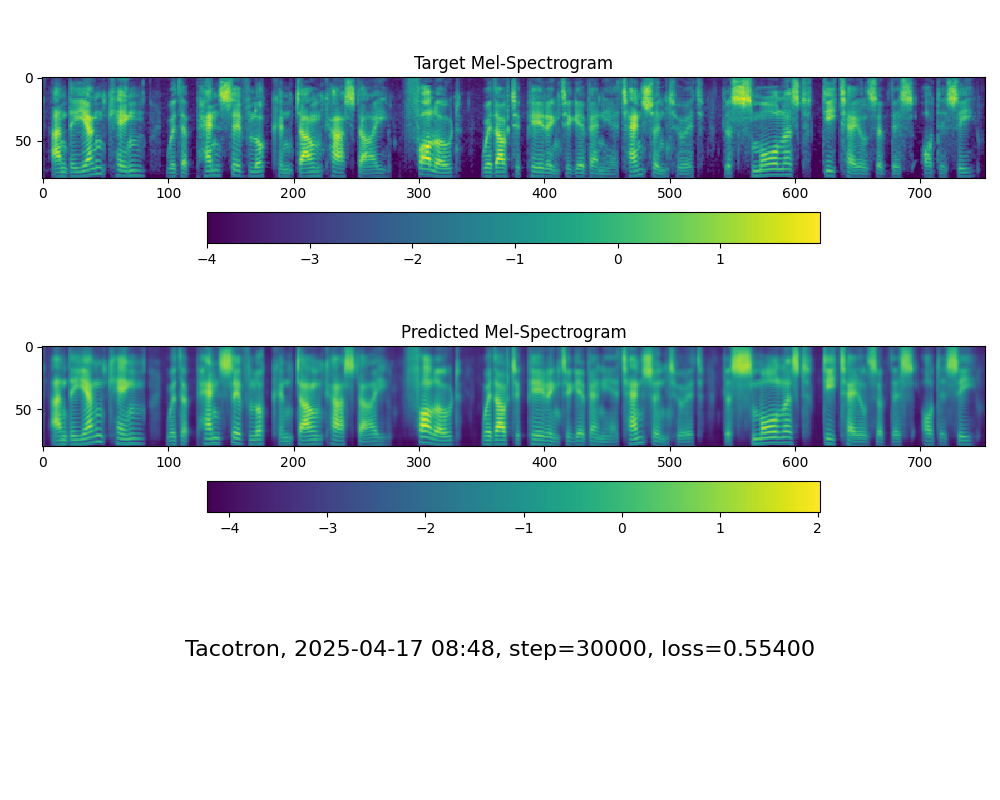 Target Mel-Spectrogram
0
50
0 100 200 300 400 500 600 700
−4 −3 −2 −1 0 1
Predicted Mel-Spectrogram
0
50
0 100 200 300 400 500 600 700
−4 −3 −2 −1 0 1 2
Tacotron, 2025-04-17 08:48, step=30000, loss=0.55400